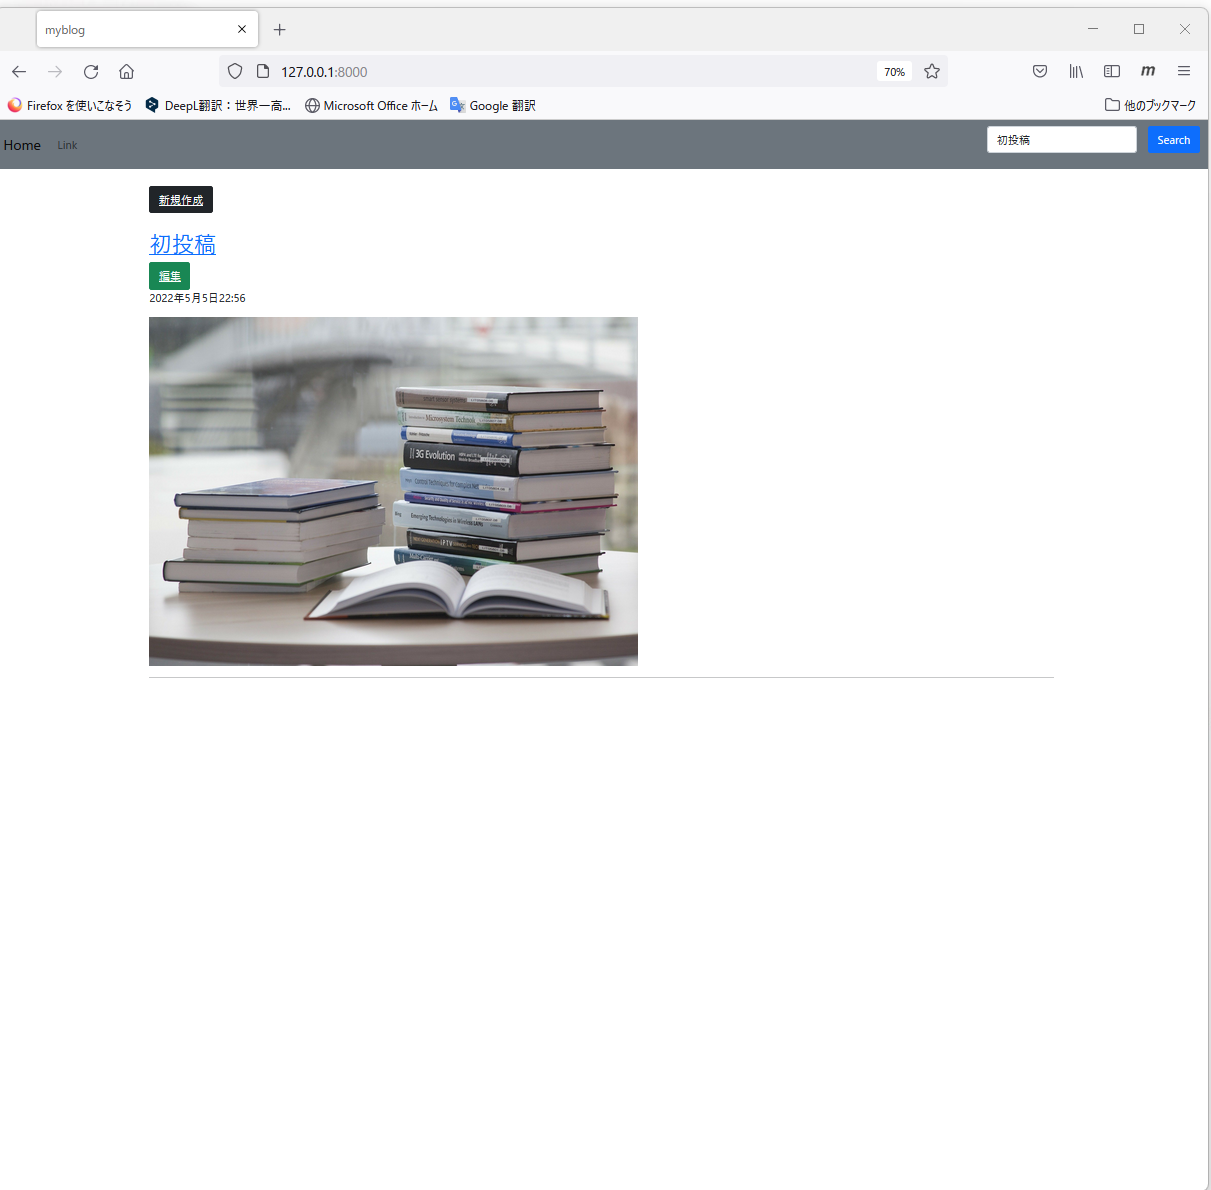 myblog
127.0.0.1:8000
70%
Firefox を使いこなそう
DeepL翻訳：世界一高...
Microsoft Office ホーム
Google 翻訳
他のブックマーク
Home
Link
初投稿
Search
新規作成
初投稿
編集
2022年5月5日22:56
Microsystem Technik
3G Evolution
Control Techniques for Complex Net
Emerging Technologies in Wireless LANs
IPTV